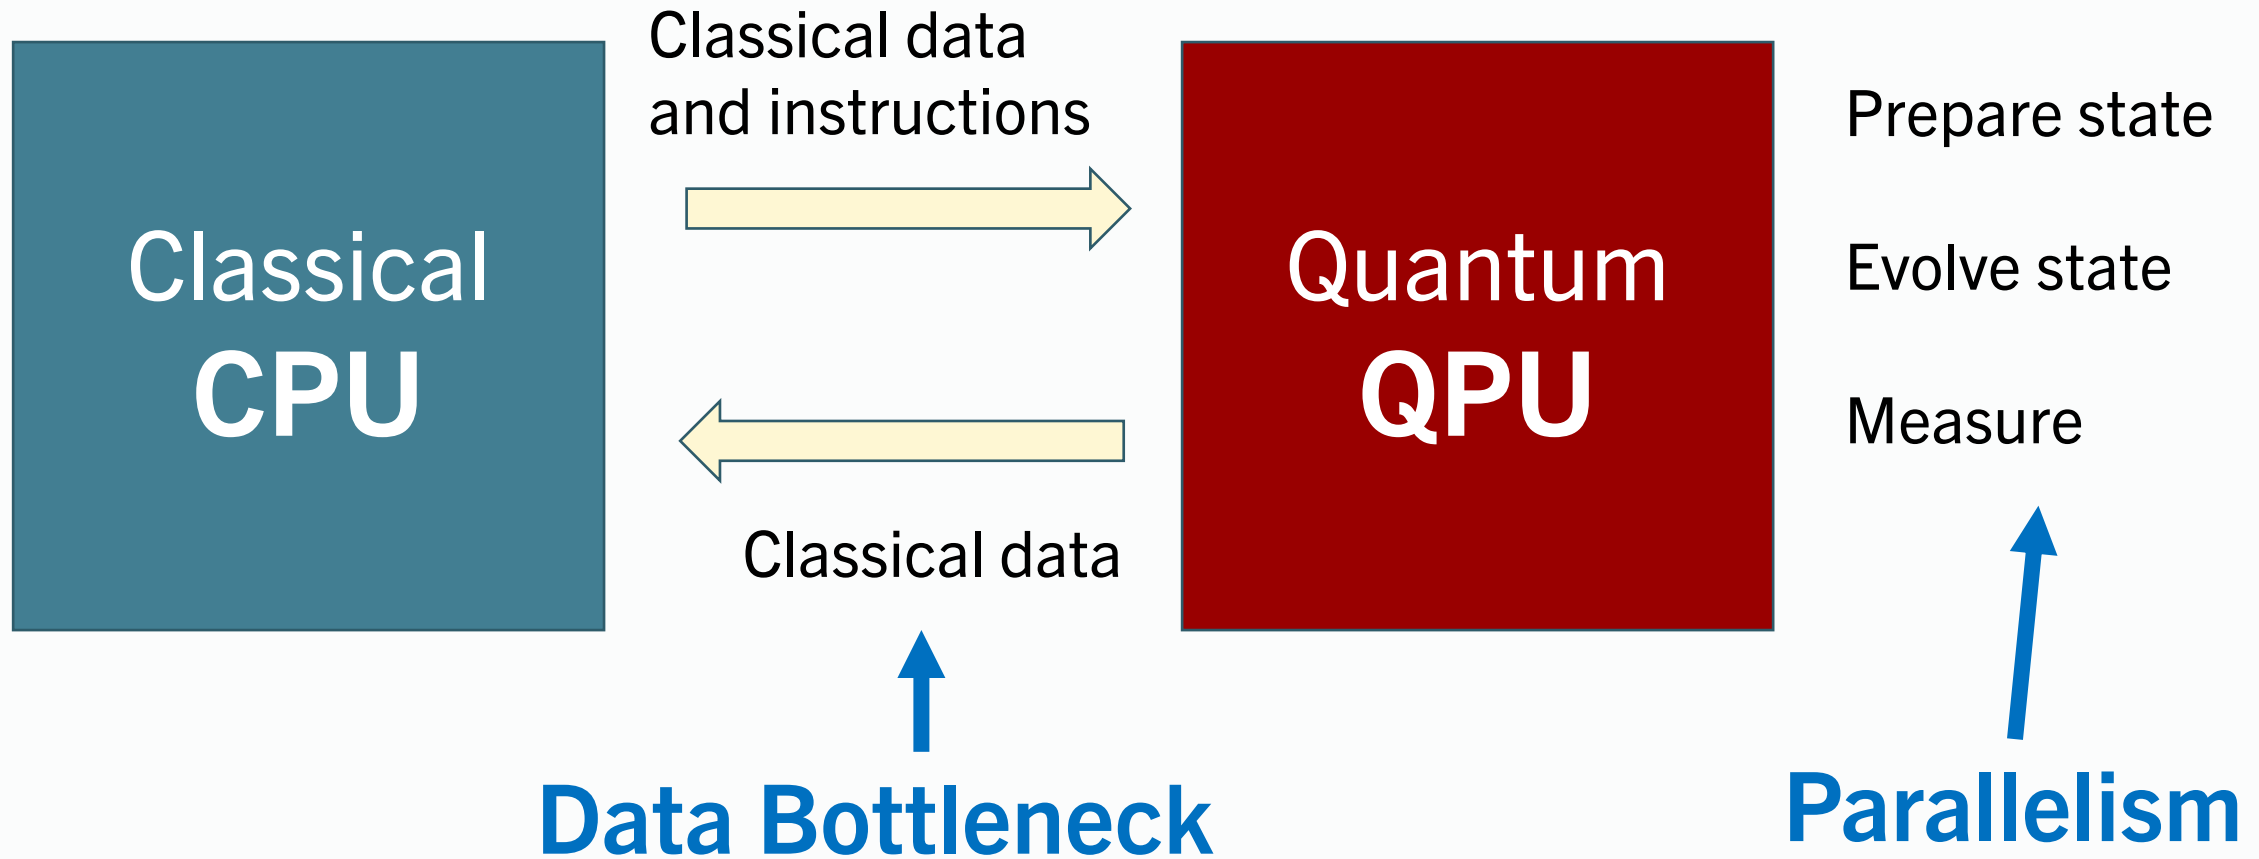 Classical
CPU
Classical data
and instructions
Classical data
Quantum
QPU
Prepare state
Evolve state
Measure
Data Bottleneck
Parallelism